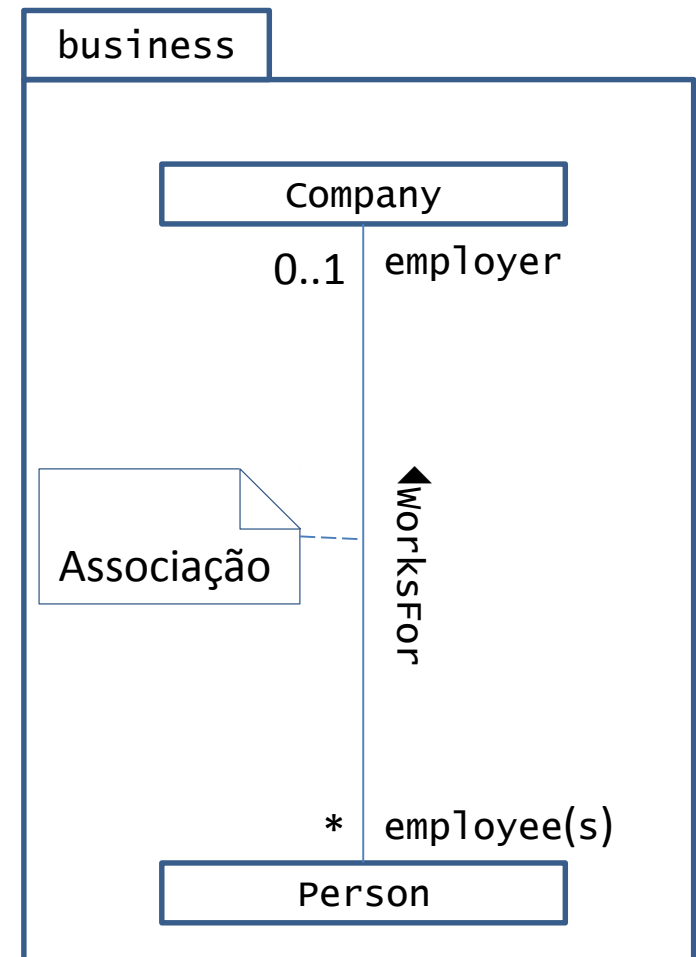 business
Company
0..1 employer
WorksFor
Associação
* employee(s)
Person